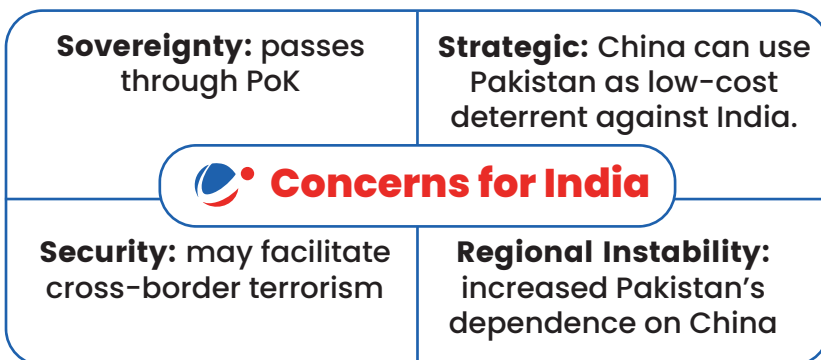 Sovereignty: passes
through PoK
Strategic: China can use
Pakistan as low-cost
deterrent against India.
Concerns for India
Security: may facilitate
cross-border terrorism
Regional Instability:
increased Pakistan’s
dependence on China